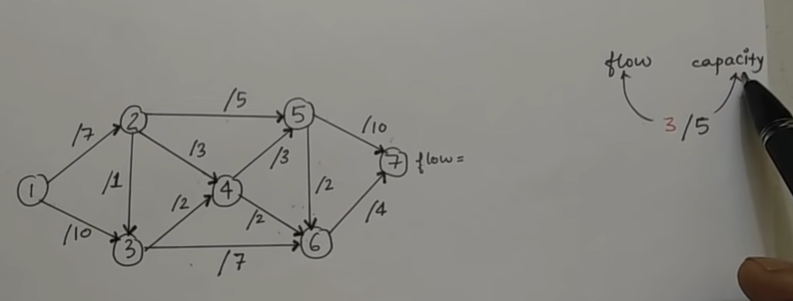 flow capacity
3/5
/5
2 5
/7 /3 /3 /10
1 /1 4 /2 7 flow=
/2 /2
/10 3 6 /4
/7